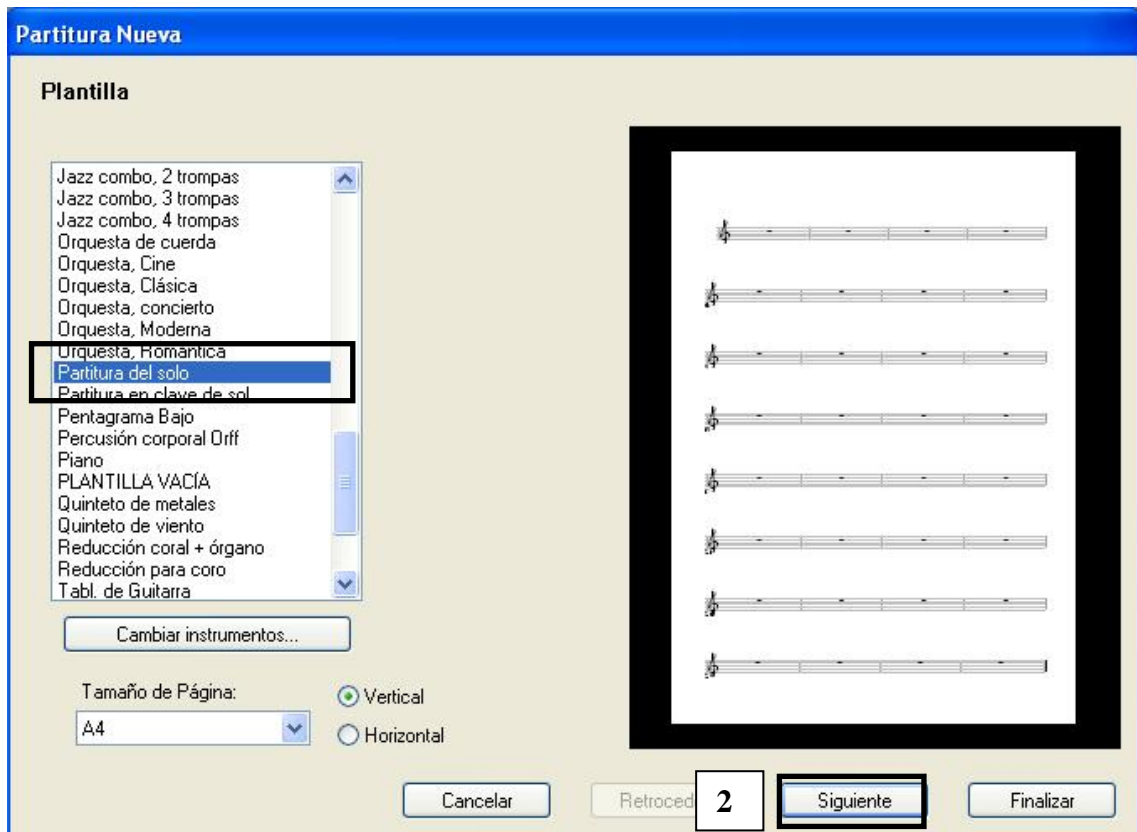 Partitura Nueva
Plantilla
Jazz combo, 2 trompas
Jazz combo, 3 trompas
Jazz combo, 4 trompas
Orquesta de cuerda
Orquesta, Cine
Orquesta, Clásica
Orquesta, concierto
Orquesta, Moderna
Orquesta, Romántica
Partitura del solo
Partitura en clave de sol
Pentagrama Bajo
Percusión corporal Orff
Piano
PLANTILLA VACÍA
Quinteto de metales
Quinteto de viento
Reducción coral + órgano
Reducción para coro
Tabl. de Guitarra
Cambiar instrumentos...
Tamaño de Página:
A4
Vertical
Horizontal
Cancelar
Retroced
2
Siguiente
Finalizar